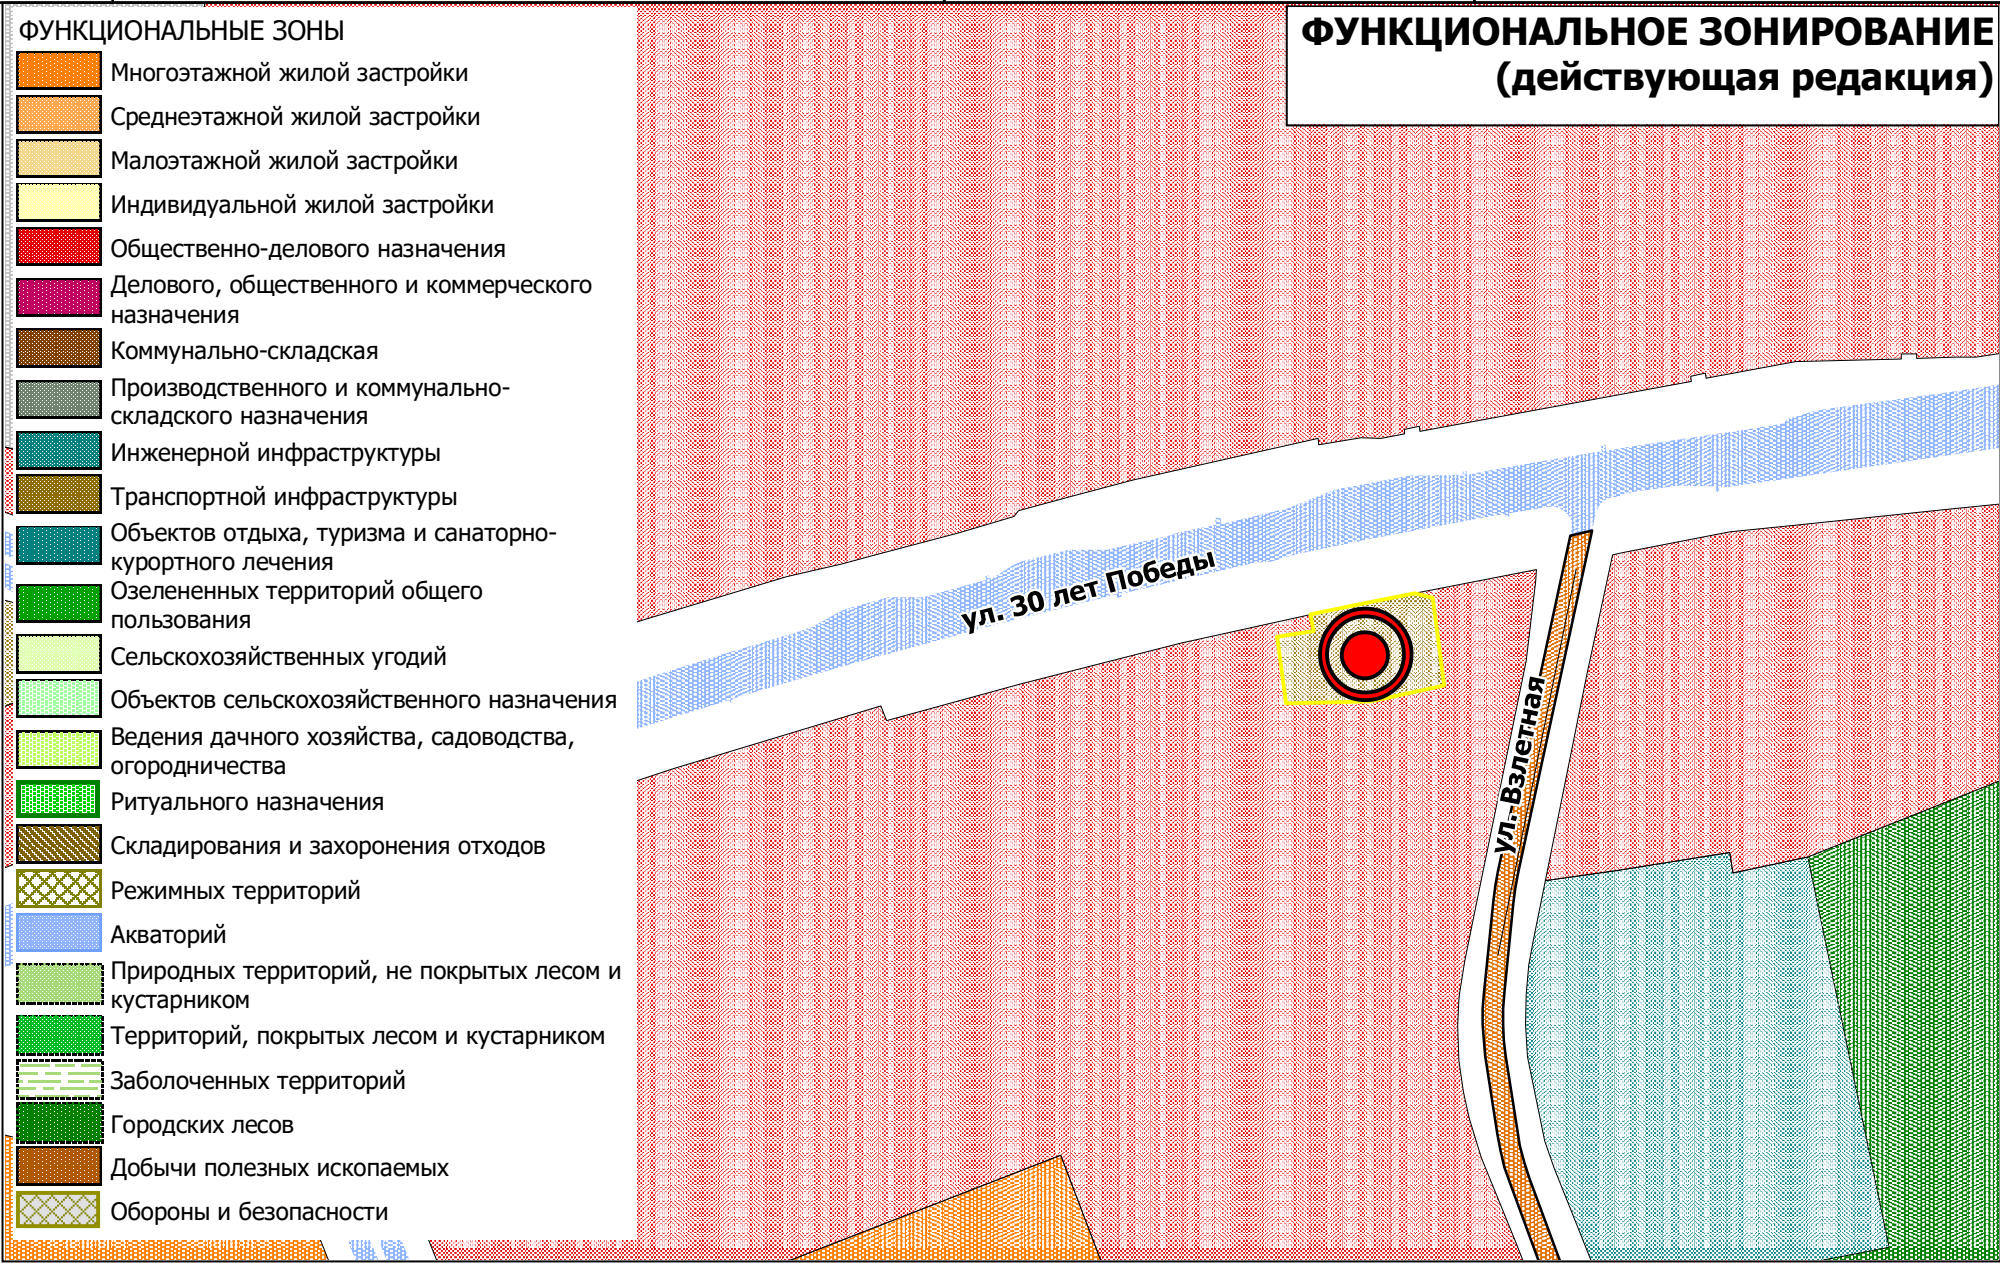 ФУНКЦИОНАЛЬНЫЕ ЗОНЫ
Многоэтажной жилой застройки
Среднеэтажной жилой застройки
Малоэтажной жилой застройки
Индивидуальной жилой застройки
Общественно-делового назначения
Делового, общественного и коммерческого
назначения
Коммунально-складская
Производственного и коммунально-
складского назначения
Инженерной инфраструктуры
Транспортной инфраструктуры
Объектов отдыха, туризма и санаторно-
курортного лечения
Озелененных территорий общего
пользования
Сельскохозяйственных угодий
Объектов сельскохозяйственного назначения
Ведения дачного хозяйства, садоводства,
огородничества
Ритуального назначения
Складирования и захоронения отходов
Режимных территорий
Акваторий
Природных территорий, не покрытых лесом и
кустарником
Территорий, покрытых лесом и кустарником
Заболоченных территорий
Городских лесов
Добычи полезных ископаемых
Обороны и безопасности
ФУНКЦИОНАЛЬНОЕ ЗОНИРОВАНИЕ
(действующая редакция)
ул. 30 лет Победы
ул. Взлетная